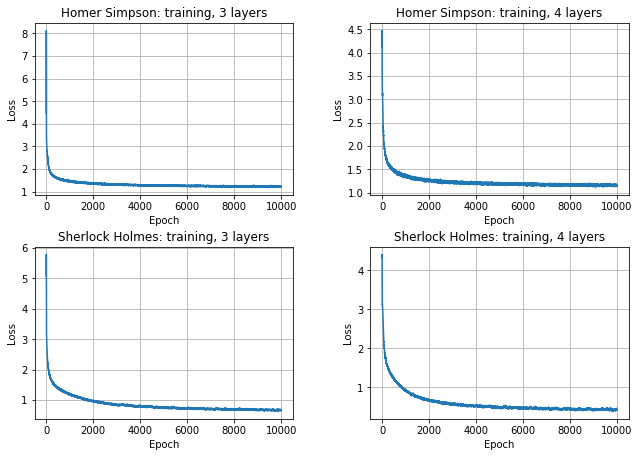 Homer Simpson: training, 3 layers
8
7
6
5
4
3
2
1
Loss
0 2000 4000 6000 8000 10000
Epoch
Homer Simpson: training, 4 layers
4.5
4.0
3.5
3.0
2.5
2.0
1.5
1.0
Loss
0 2000 4000 6000 8000 10000
Epoch
Sherlock Holmes: training, 3 layers
6
5
4
3
2
1
Loss
0 2000 4000 6000 8000 10000
Epoch
Sherlock Holmes: training, 4 layers
4
3
2
1
Loss
0 2000 4000 6000 8000 10000
Epoch